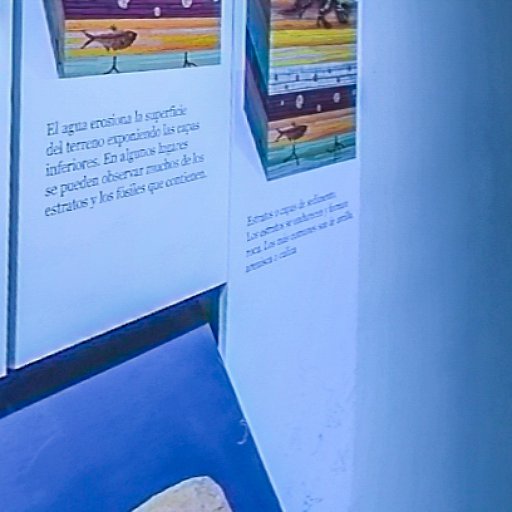 El agua erosiona la superficie
del terreno exponiendo las capas
inferiores. En algunos lugares
se pueden observar muchos de los
estratos y los fósiles que contienen.
Estratos o capas de sedimento.
Los estratos se endurecen y forman
roca. Los más comunes son de arcilla,
arenisca o caliza